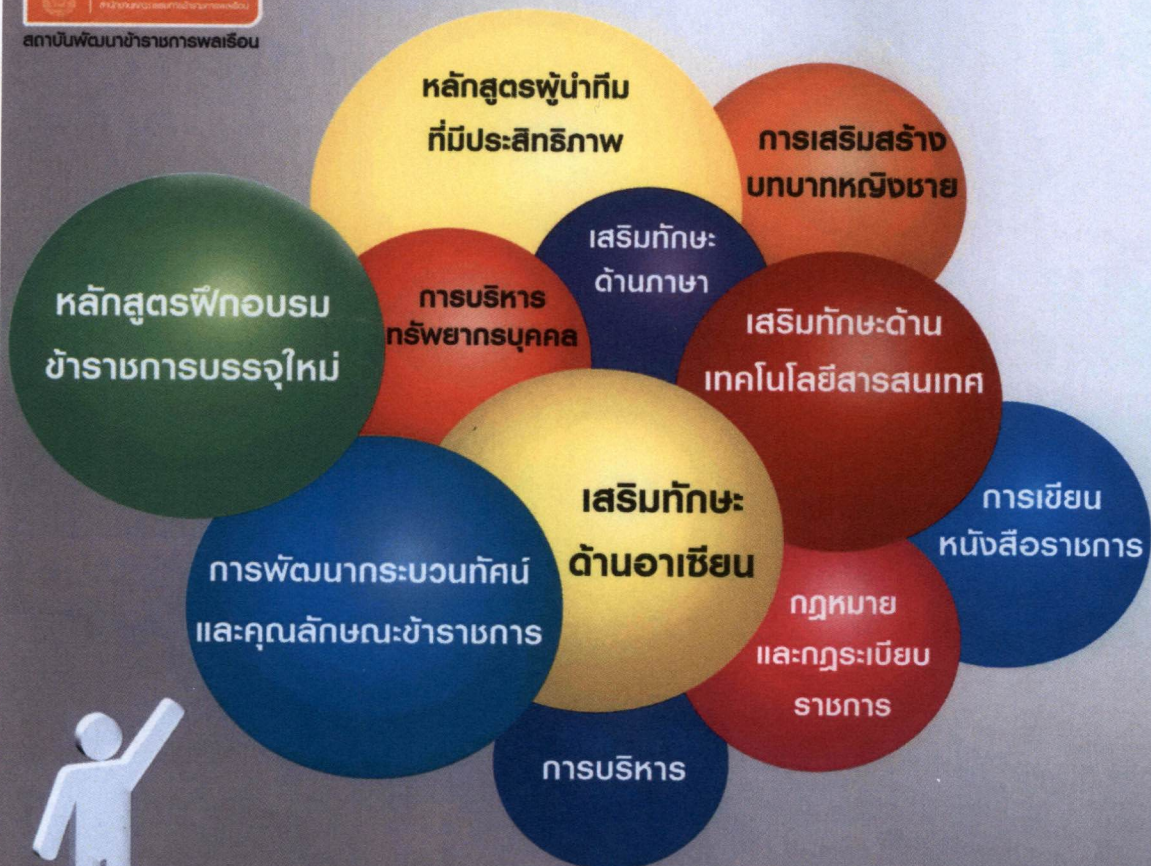 สถาบันพัฒนาข้าราชการพลเรือน
หลักสูตรผู้นำทีม
ที่มีประสิทธิภาพ
การเสริมสร้าง
บทบาทหญิงชาย
เสริมทักษะ
ด้านภาษา
หลักสูตรฝึกอบรม
ข้าราชการบรรจุใหม่
การบริหาร
ทรัพยากรบุคคล
เสริมทักษะด้าน
เทคโนโลยีสารสนเทศ
เสริมทักษะ
ด้านอาเซียน
การเขียน
หนังสือราชการ
การพัฒนากระบวนทัศน์
และคุณลักษณะข้าราชการ
กฎหมาย
และกฎระเบียบ
ราชการ
การบริหาร